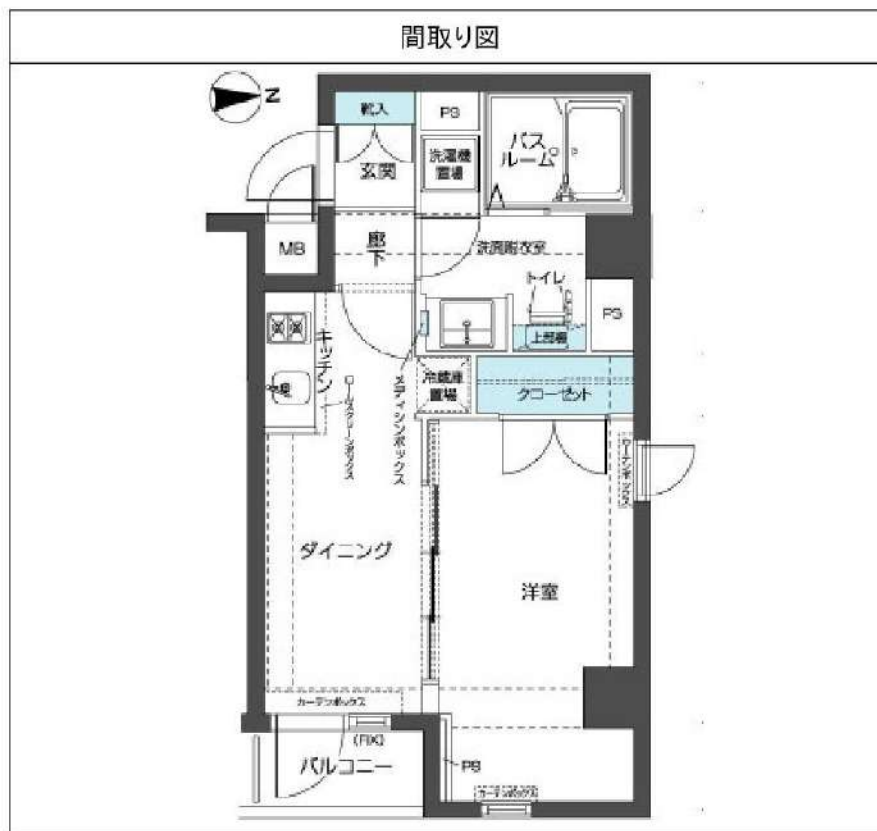 間取り図
N
靴入
PS
バス
ルーム
洗濯機
置場
玄関
MB
廊
下
洗面脱衣室
トイレ
PS
上部棚
キッチン
冷蔵庫
置場
クローゼット
ロールスクリーンボックス
メディシンボックス
カーテンボックス
ダイニング
洋室
カーテンボックス
(FIX)
バルコニー
PS
カーテンボックス